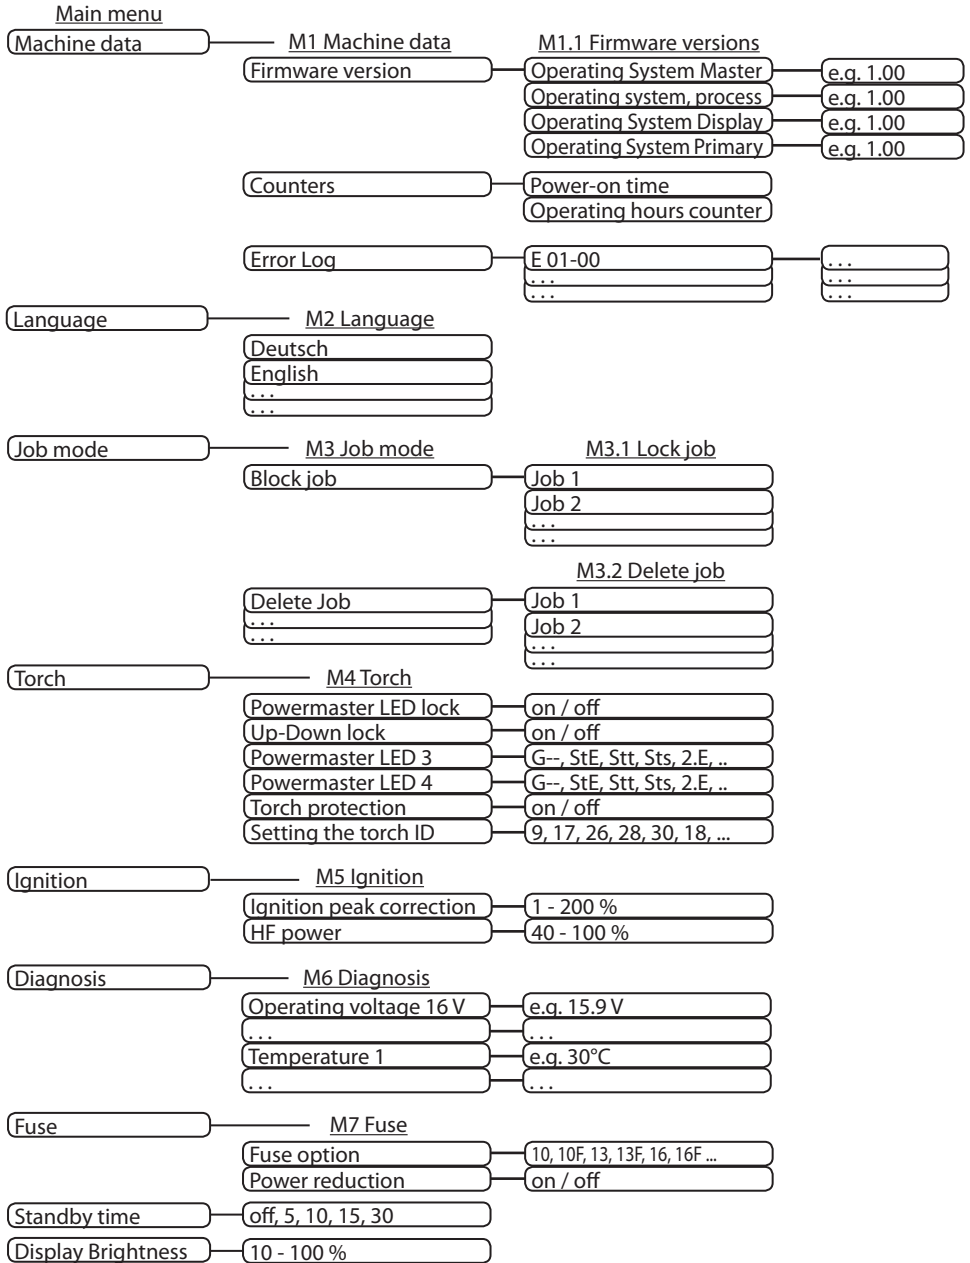 Main menu
Machine data M1 Machine data M1.1 Firmware versions
Firmware version Operating System Master e.g. 1.00
Operating system, process e.g. 1.00
Operating System Display e.g. 1.00
Operating System Primary e.g. 1.00
Counters Power-on time
Operating hours counter
Error Log E 01-00 . . .
. . . . . .
. . . . . .
Language M2 Language
Deutsch
English
. . .
. . .
Job mode M3 Job mode M3.1 Lock job
Block job Job 1
Job 2
. . .
. . .
M3.2 Delete job
Delete Job Job 1
. . . Job 2
. . . . . .
. . .
Torch M4 Torch
Powermaster LED lock on / off
Up-Down lock on / off
Powermaster LED 3 G--, StE, Stt, Sts, 2.E, ..
Powermaster LED 4 G--, StE, Stt, Sts, 2.E, ..
Torch protection on / off
Setting the torch ID 9, 17, 26, 28, 30, 18, ...
Ignition M5 Ignition
Ignition peak correction 1 - 200 %
HF power 40 - 100 %
Diagnosis M6 Diagnosis
Operating voltage 16 V e.g. 15.9 V
. . . . . .
Temperature 1 e.g. 30°C
. . . . . .
Fuse M7 Fuse
Fuse option 10, 10F, 13, 13F, 16, 16F ...
Power reduction on / off
Standby time off, 5, 10, 15, 30
Display Brightness 10 - 100 %